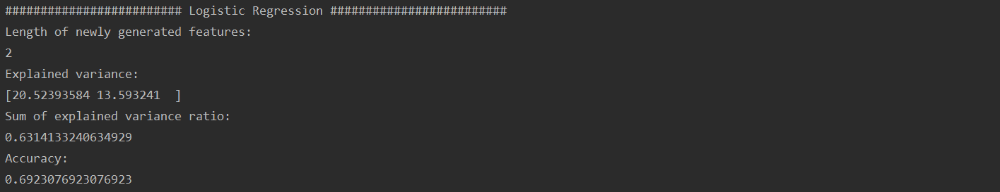 ######################### Logistic Regression #########################
Length of newly generated features:
2
Explained variance:
[20.52393584 13.593241  ]
Sum of explained variance ratio:
0.6314133240634929
Accuracy:
0.6923076923076923